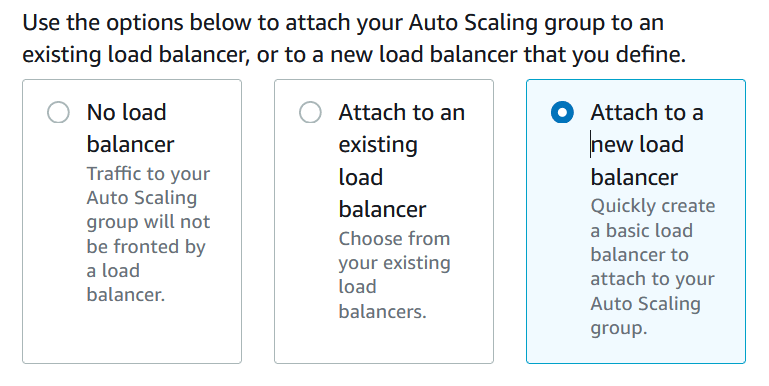 Use the options below to attach your Auto Scaling group to an
existing load balancer, or to a new load balancer that you define.
No load
balancer
Traffic to your
Auto Scaling
group will not
be fronted by
a load
balancer.
Attach to an
existing
load
balancer
Choose from
your existing
load
balancers.
Attach to a
new load
balancer
Quickly create
a basic load
balancer to
attach to your
Auto Scaling
group.